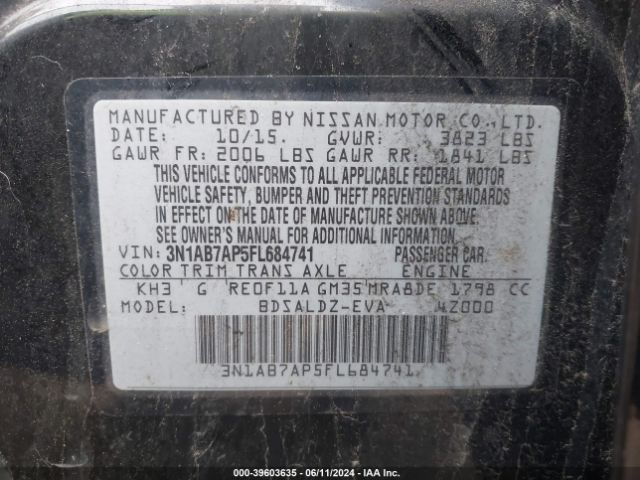 MANUFACTURED BY NISSAN MOTOR CO., LTD.
DATE: 10/15. GVWR: 3823 LBS
GAWR FR: 2006 LBS GAWR RR: 1841 LBS
THIS VEHICLE CONFORMS TO ALL APPLICABLE FEDERAL MOTOR
VEHICLE SAFETY, BUMPER AND THEFT PREVENTION STANDARDS
IN EFFECT ON THE DATE OF MANUFACTURE SHOWN ABOVE.
SEE OWNER'S MANUAL FOR ADDITIONAL INFORMATION.
VIN: 3N1AB7AP5FL684741 PASSENGER CAR.
COLOR TRIM TRANS AXLE ENGINE
KH3 G RE0F11A GM35 MRA8DE 1798 CC
MODEL: BDSALDZ-EVA 4Z000
3N1AB7AP5FL684741
000-39603635 - 06/11/2024 - IAA Inc.